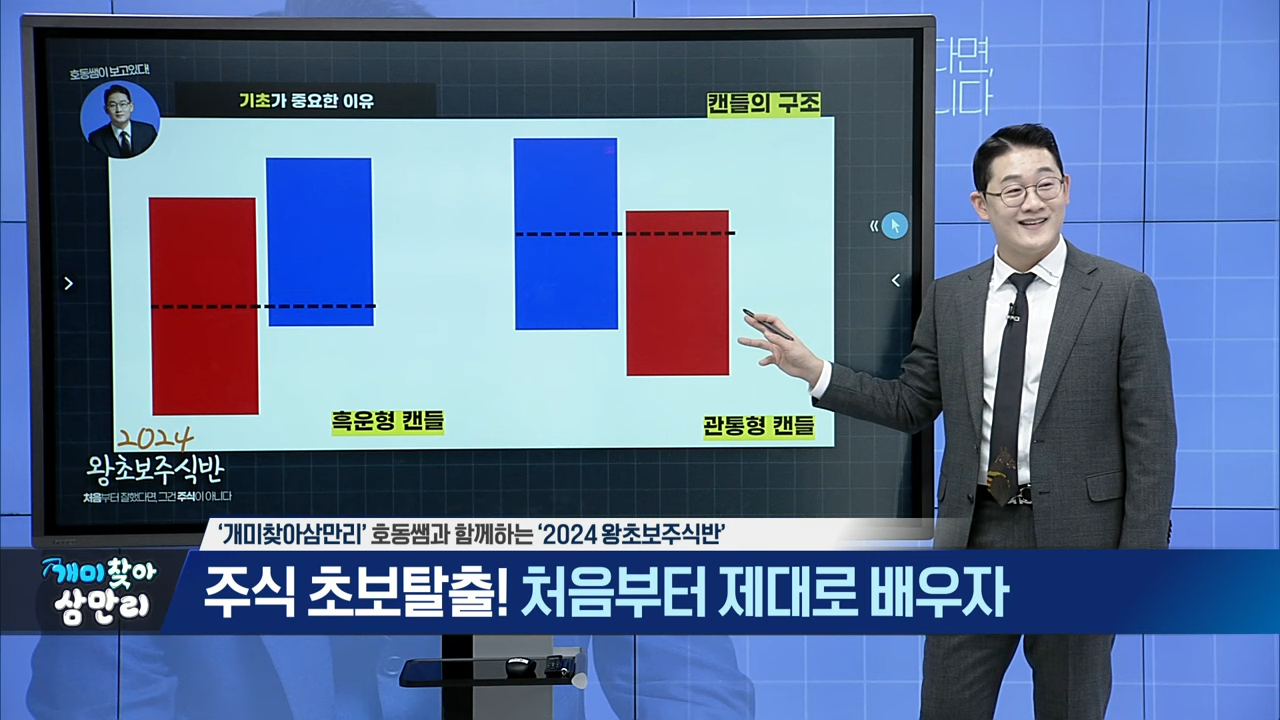 호동쌤이 보고있다!
기초가 중요한 이유
캔들의 구조
다면,
니다
흑운형 캔들
관통형 캔들
2024
왕초보주식반
처음부터 잘했다면, 그건 주식이 아니다
'개미찾아삼만리' 호동쌤과 함께하는 '2024 왕초보주식반'
개미찾아
삼만리
주식 초보탈출! 처음부터 제대로 배우자